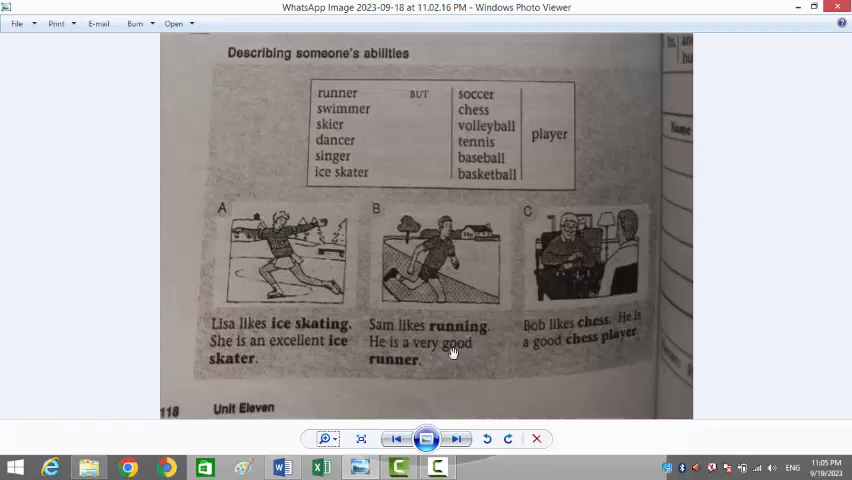 WhatsApp Image 2023-09-18 at 11.02.16 PM - Windows Photo Viewer
File Print E-mail Burn Open
Describing someone's abilities
runner BUT soccer
swimmer chess
skier volleyball
dancer tennis
player
singer baseball
ice skater basketball
A
B
C
Lisa likes ice skating.
She is an excellent ice
skater.
Sam likes running.
He is a very good
runner.
Bob likes chess. He is
a good chess player.
118 Unit Eleven
Name
ENG
11:05 PM
9/19/2023